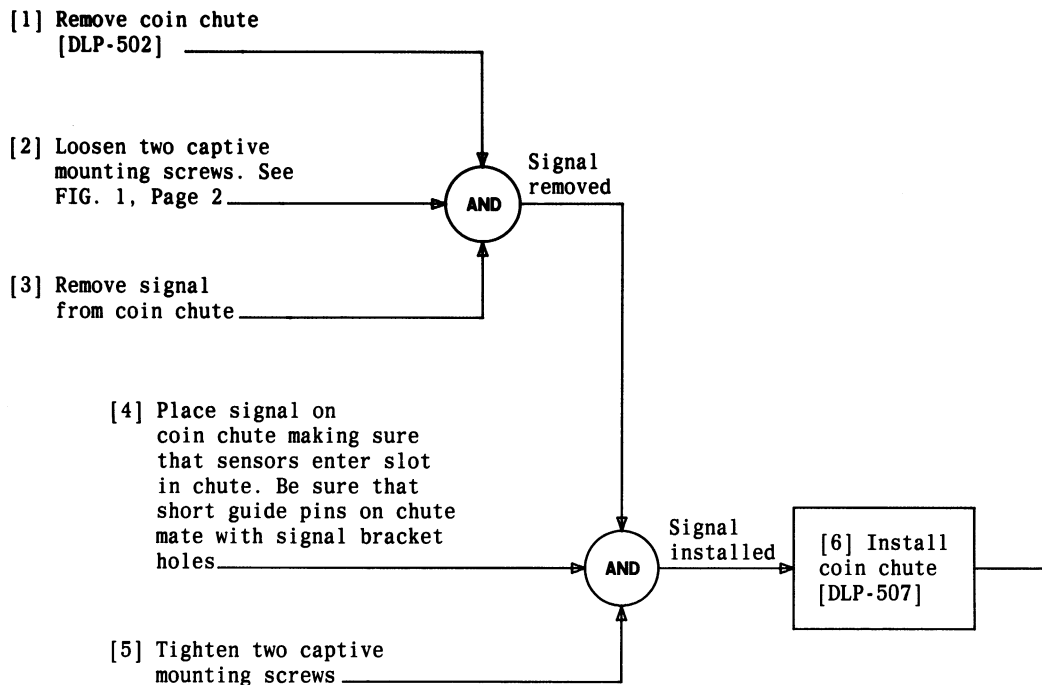 [1] Remove coin chute
[DLP-502]
[2] Loosen two captive
mounting screws. See
FIG. 1, Page 2
AND
Signal
removed
[3] Remove signal
from coin chute
[4] Place signal on
coin chute making sure
that sensors enter slot
in chute. Be sure that
short guide pins on chute
mate with signal bracket
holes
AND
Signal
installed
[6] Install
coin chute
[DLP-507]
[5] Tighten two captive
mounting screws